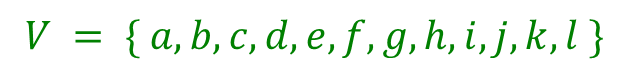 V = { a, b, c, d, e, f, g, h, i, j, k, l }